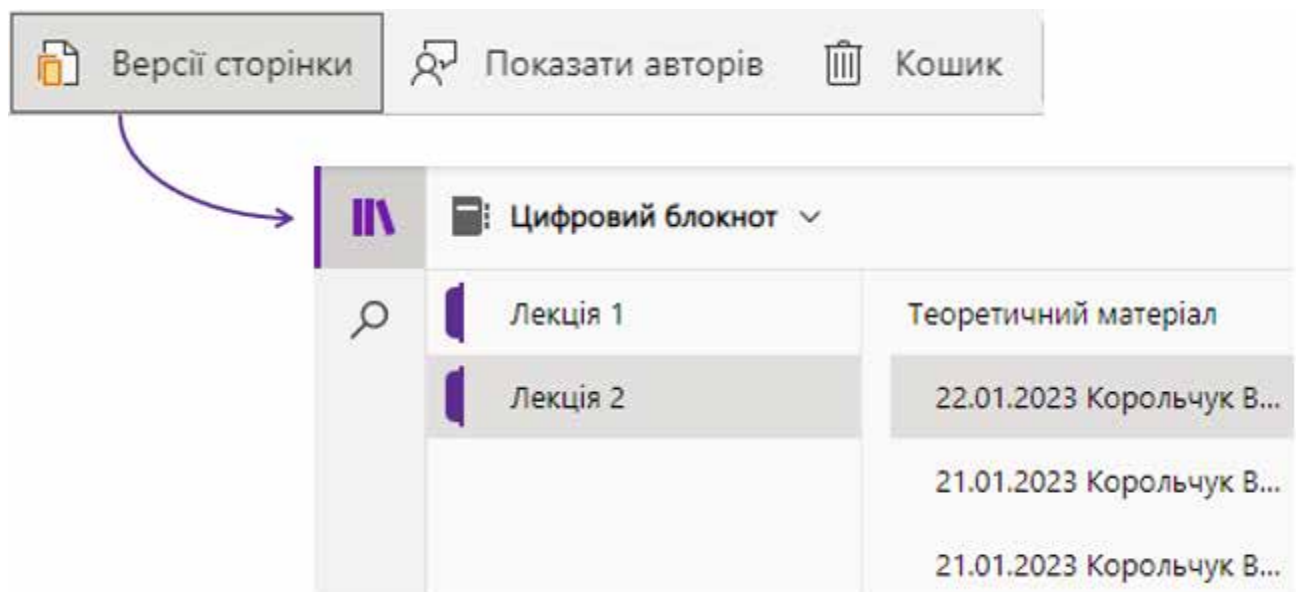 Версії сторінки Показати авторів Кошик
Цифровий блокнот
Лекція 1 Теоретичний матеріал
Лекція 2 22.01.2023 Корольчук В...
21.01.2023 Корольчук В...
21.01.2023 Корольчук В...